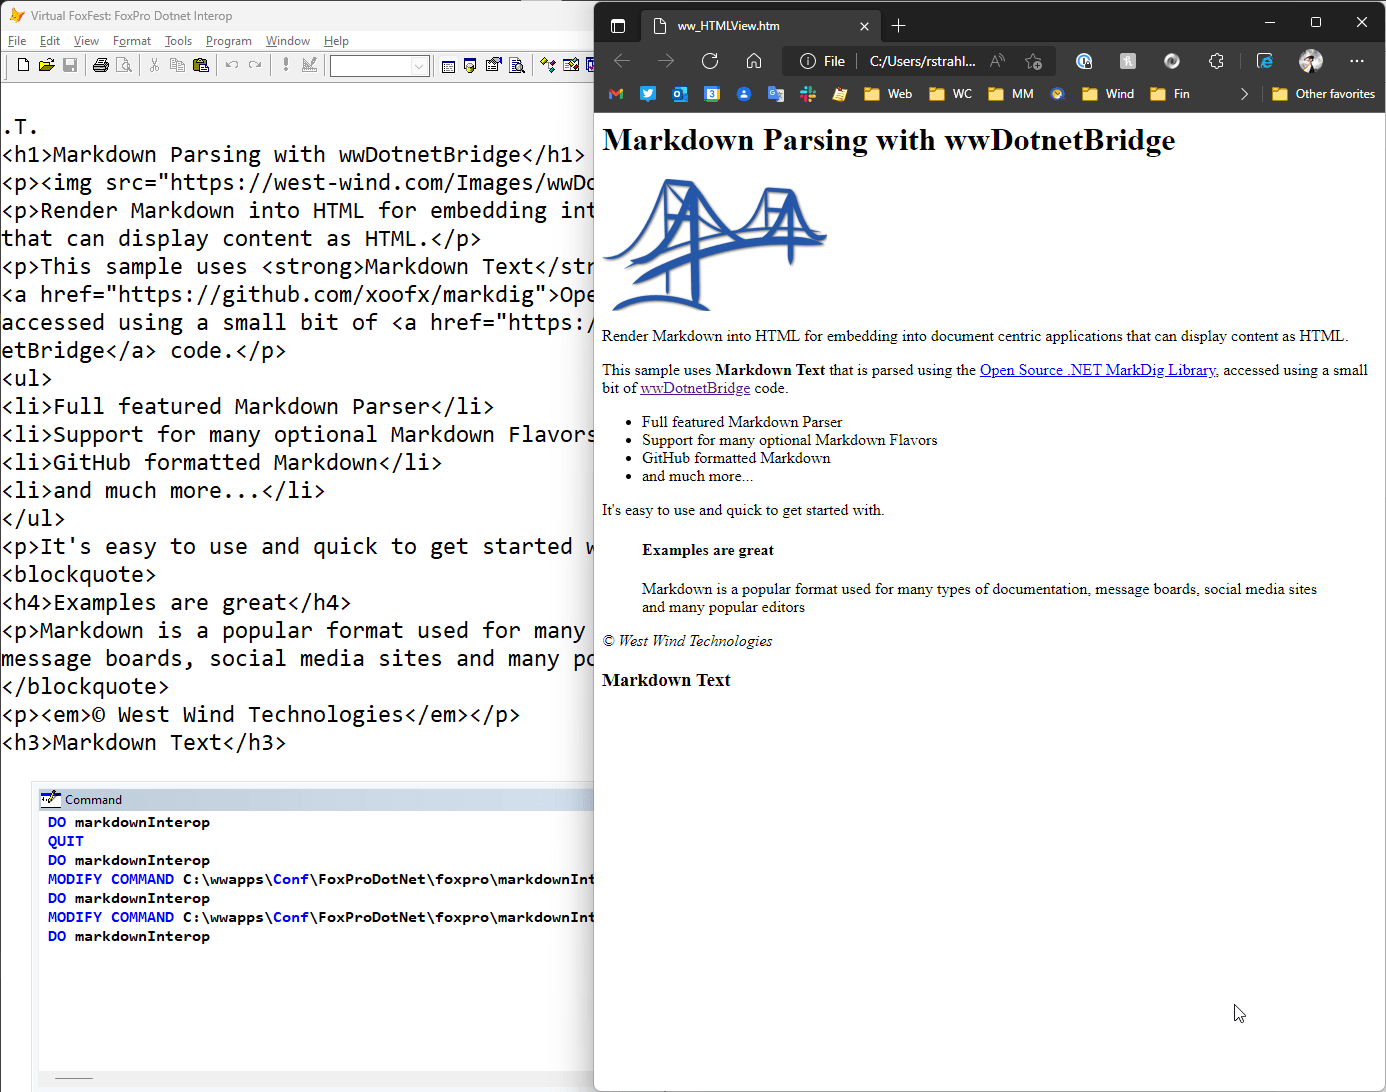 Virtual FoxFest: FoxPro Dotnet Interop
File Edit View Format Tools Program Window Help
.T.
<h1>Markdown Parsing with wwDotnetBridge</h1>
<p><img src="https://west-wind.com/Images/wwDo
<p>Render Markdown into HTML for embedding int
that can display content as HTML.</p>
<p>This sample uses <strong>Markdown Text</str
<a href="https://github.com/xoofx/markdig">Ope
accessed using a small bit of <a href="https:/
etBridge</a> code.</p>
<ul>
<li>Full featured Markdown Parser</li>
<li>Support for many optional Markdown Flavors
<li>GitHub formatted Markdown</li>
<li>and much more...</li>
</ul>
<p>It's easy to use and quick to get started w
<blockquote>
<h4>Examples are great</h4>
<p>Markdown is a popular format used for many
message boards, social media sites and many po
</blockquote>
<p><em>© West Wind Technologies</em></p>
<h3>Markdown Text</h3>
Command
DO markdownInterop
QUIT
DO markdownInterop
MODIFY COMMAND C:\wwapps\Conf\FoxProDotNet\foxpro\markdownInt
DO markdownInterop
MODIFY COMMAND C:\wwapps\Conf\FoxProDotNet\foxpro\markdownInt
DO markdownInterop
ww_HTMLView.htm
File C:/Users/rstrahl...
Web WC MM Wind Fin Other favorites
Markdown Parsing with wwDotnetBridge
Render Markdown into HTML for embedding into document centric applications that can display content as HTML.
This sample uses Markdown Text that is parsed using the Open Source .NET MarkDig Library, accessed using a small
bit of wwDotnetBridge code.
Full featured Markdown Parser
Support for many optional Markdown Flavors
GitHub formatted Markdown
and much more...
It's easy to use and quick to get started with.
Examples are great
Markdown is a popular format used for many types of documentation, message boards, social media sites
and many popular editors
© West Wind Technologies
Markdown Text